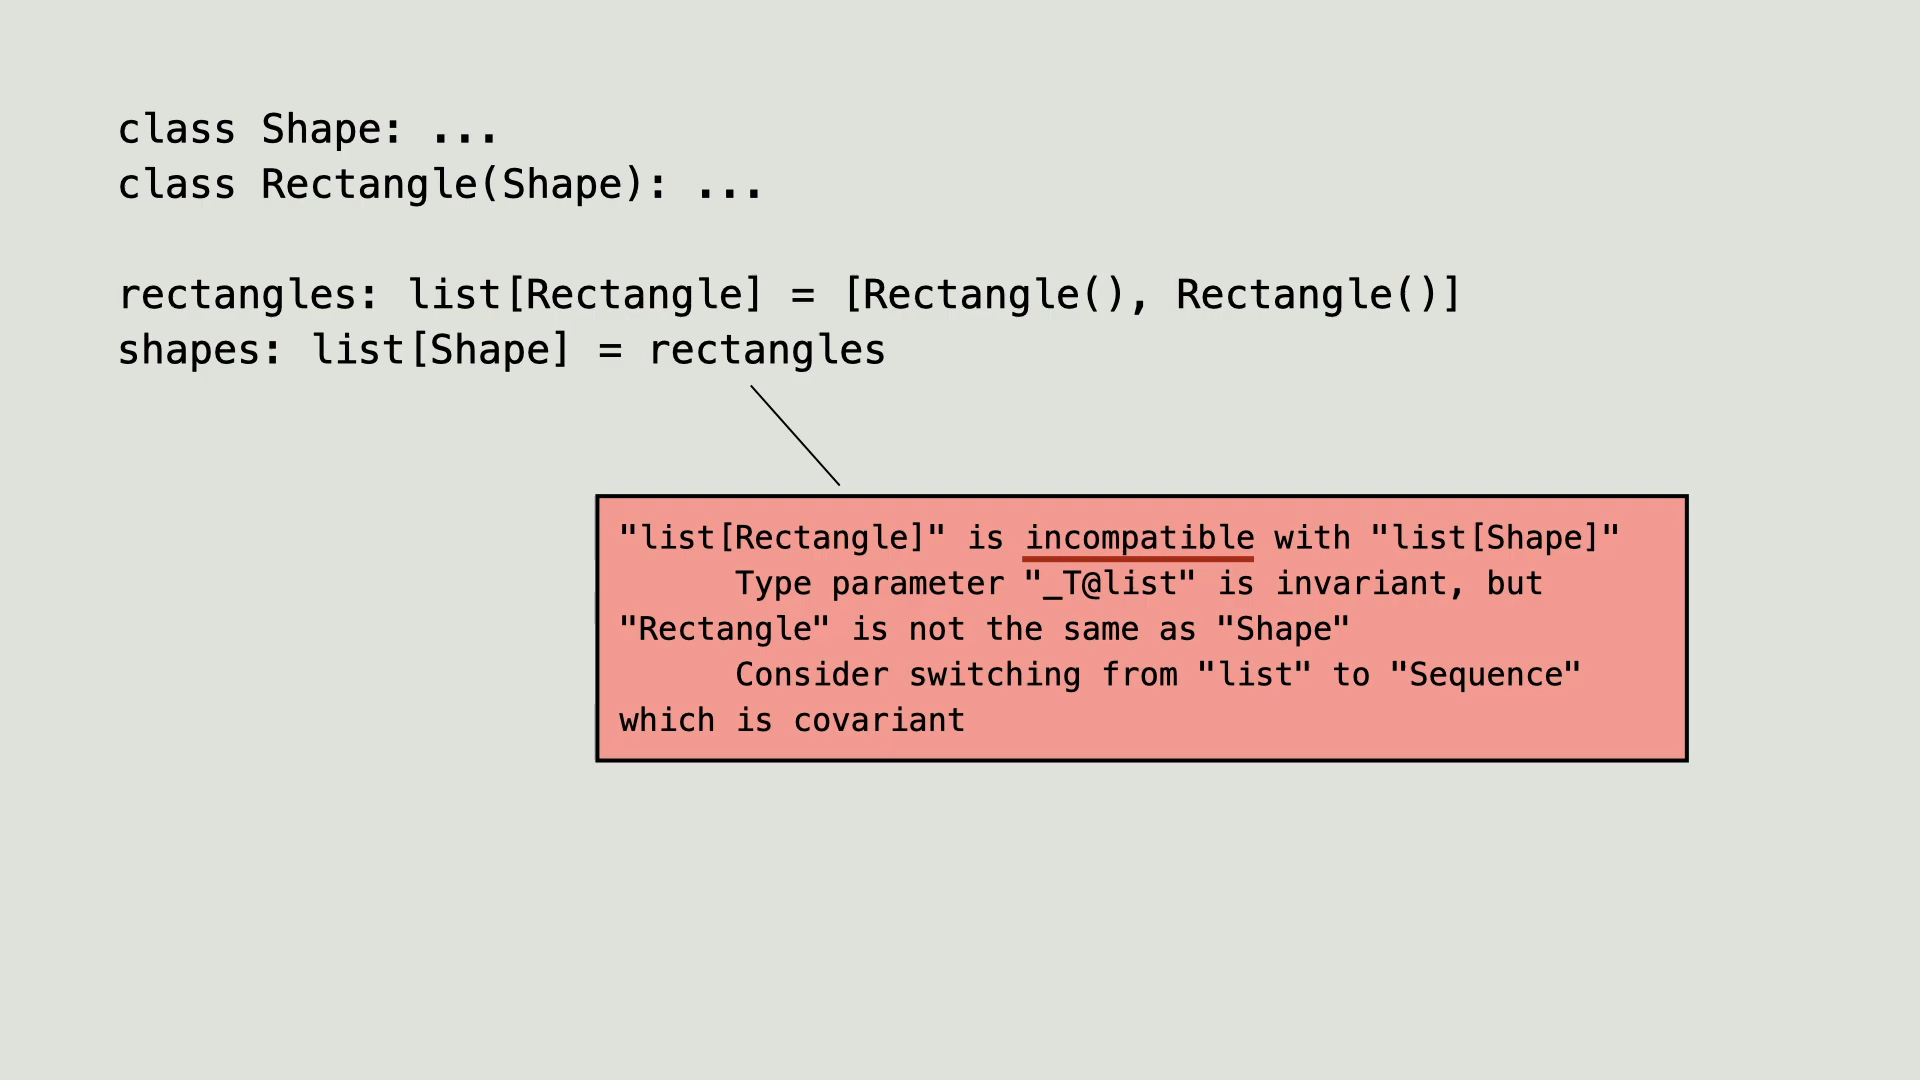 class Shape: ...
class Rectangle(Shape): ...
rectangles: list[Rectangle] = [Rectangle(), Rectangle()]
shapes: list[Shape] = rectangles
"list[Rectangle]" is incompatible with "list[Shape]"
Type parameter "_T@list" is invariant, but
"Rectangle" is not the same as "Shape"
Consider switching from "list" to "Sequence"
which is covariant